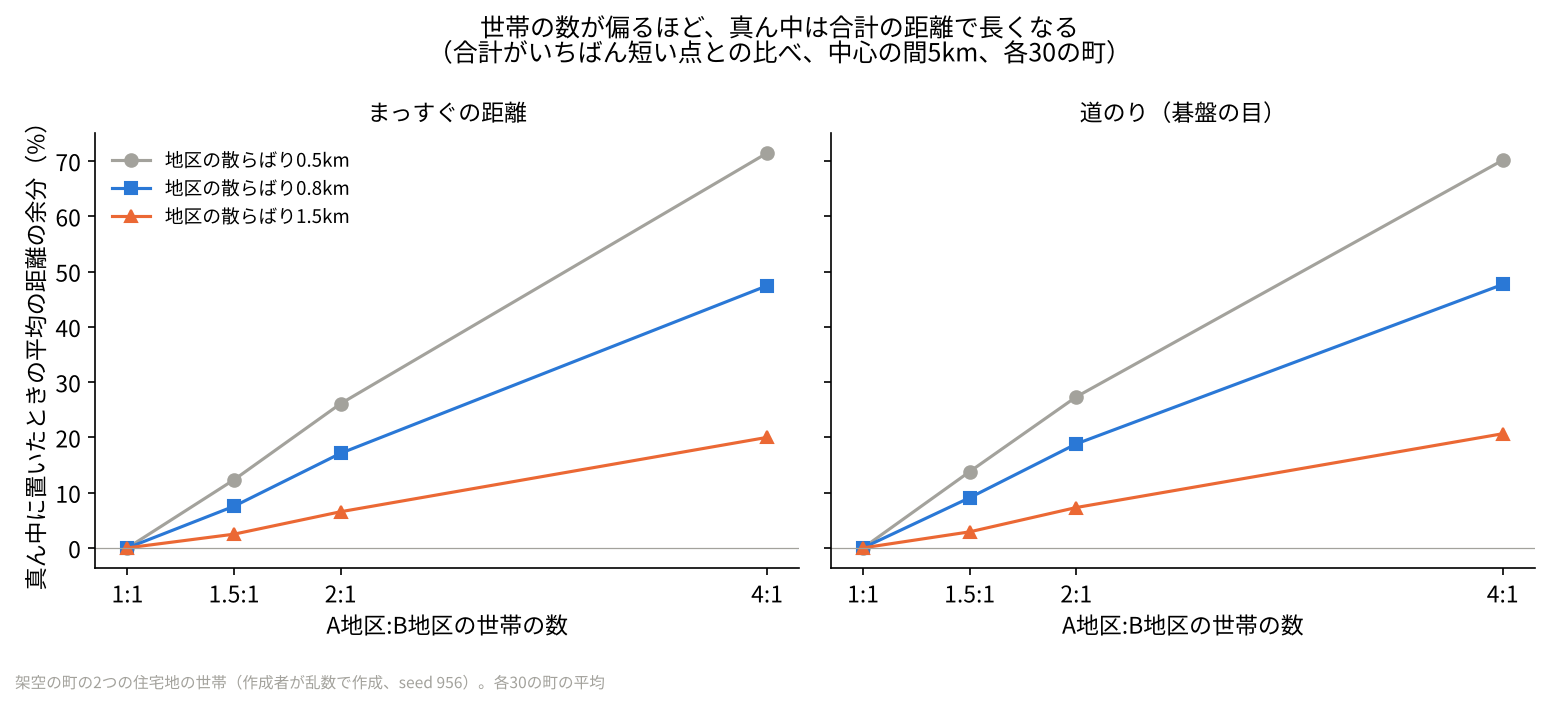 世帯の数が偏るほど、真ん中は合計の距離で長くなる
（合計がいちばん短い点との比べ、中心の間5km、各30の町）
まっすぐの距離
道のり（碁盤の目）
真ん中に置いたときの平均の距離の余分（%）
70
60
50
40
30
20
10
0
地区の散らばり0.5km
地区の散らばり0.8km
地区の散らばり1.5km
1:1
1.5:1
2:1
4:1
1:1
1.5:1
2:1
4:1
A地区:B地区の世帯の数
A地区:B地区の世帯の数
架空の町の2つの住宅地の世帯（作成者が乱数で作成、seed 956）。各30の町の平均